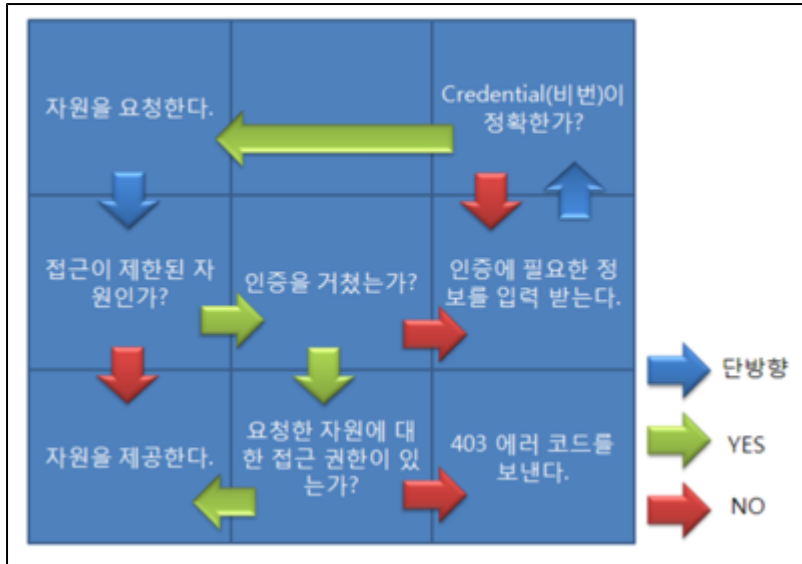 자원을 요청한다.
Credential(비번)이
정확한가?
접근이 제한된 자
원인가?
인증을 거쳤는가?
인증에 필요한 정
보를 입력 받는다.
자원을 제공한다.
요청한 자원에 대
한 접근 권한이 있
는가?
403 에러 코드를
보낸다.
단방향
YES
NO